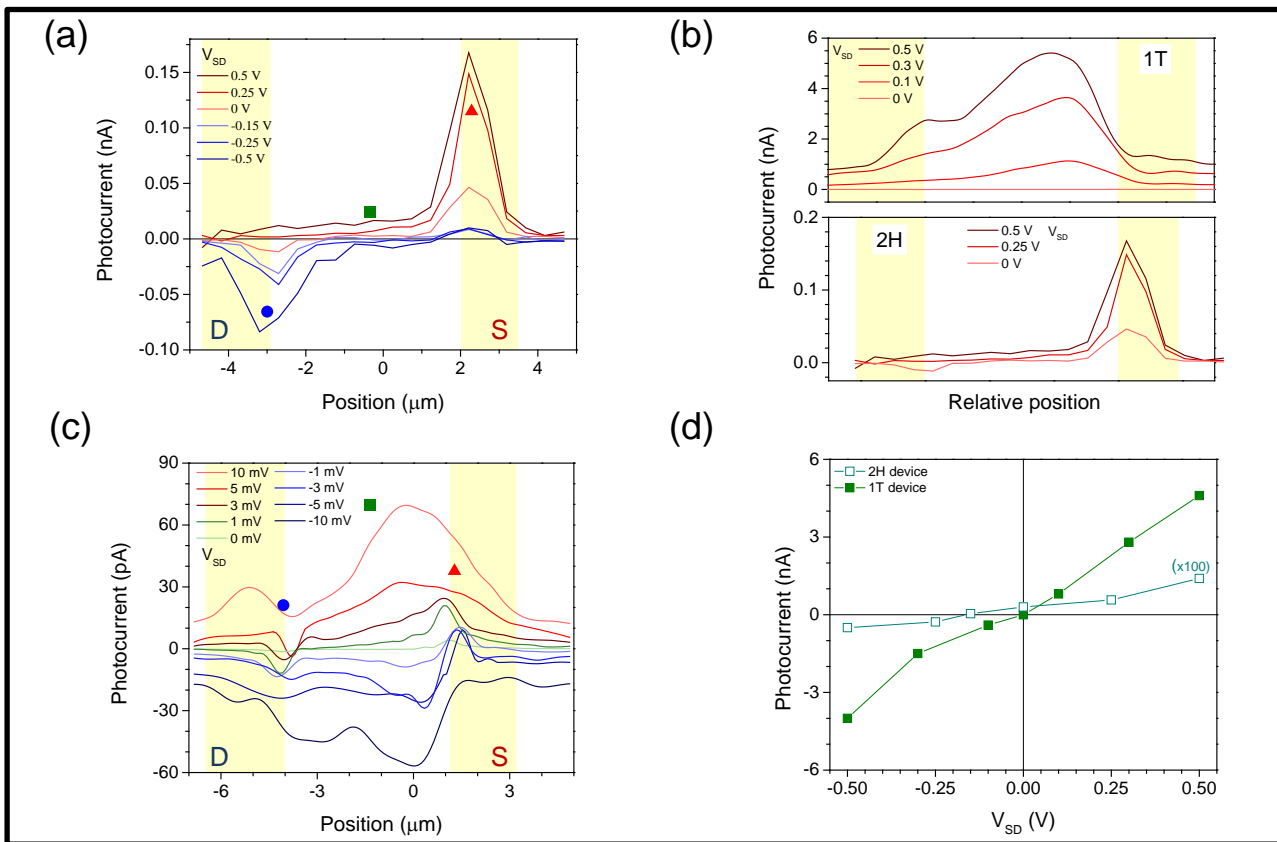 (a)
V_SD
0.5 V
0.25 V
0 V
-0.15 V
-0.25 V
-0.5 V
D
S
0.15
0.10
0.05
0.00
-0.05
-0.10
Photocurrent (nA)
-4
-2
0
2
4
Position (μm)
(b)
V_SD
0.5 V
0.3 V
0.1 V
0 V
1T
6
4
2
0
Photocurrent (nA)
2H
0.5 V V_SD
0.25 V
0 V
0.2
0.1
0.0
Relative position
(c)
10 mV
5 mV
3 mV
1 mV
0 mV
V_SD
-1 mV
-3 mV
-5 mV
-10 mV
D
S
90
60
30
0
-30
-60
Photocurrent (pA)
-6
-3
0
3
Position (μm)
(d)
2H device
1T device
(x100)
6
3
0
-3
-6
Photocurrent (nA)
-0.50
-0.25
0.00
0.25
0.50
V_SD (V)